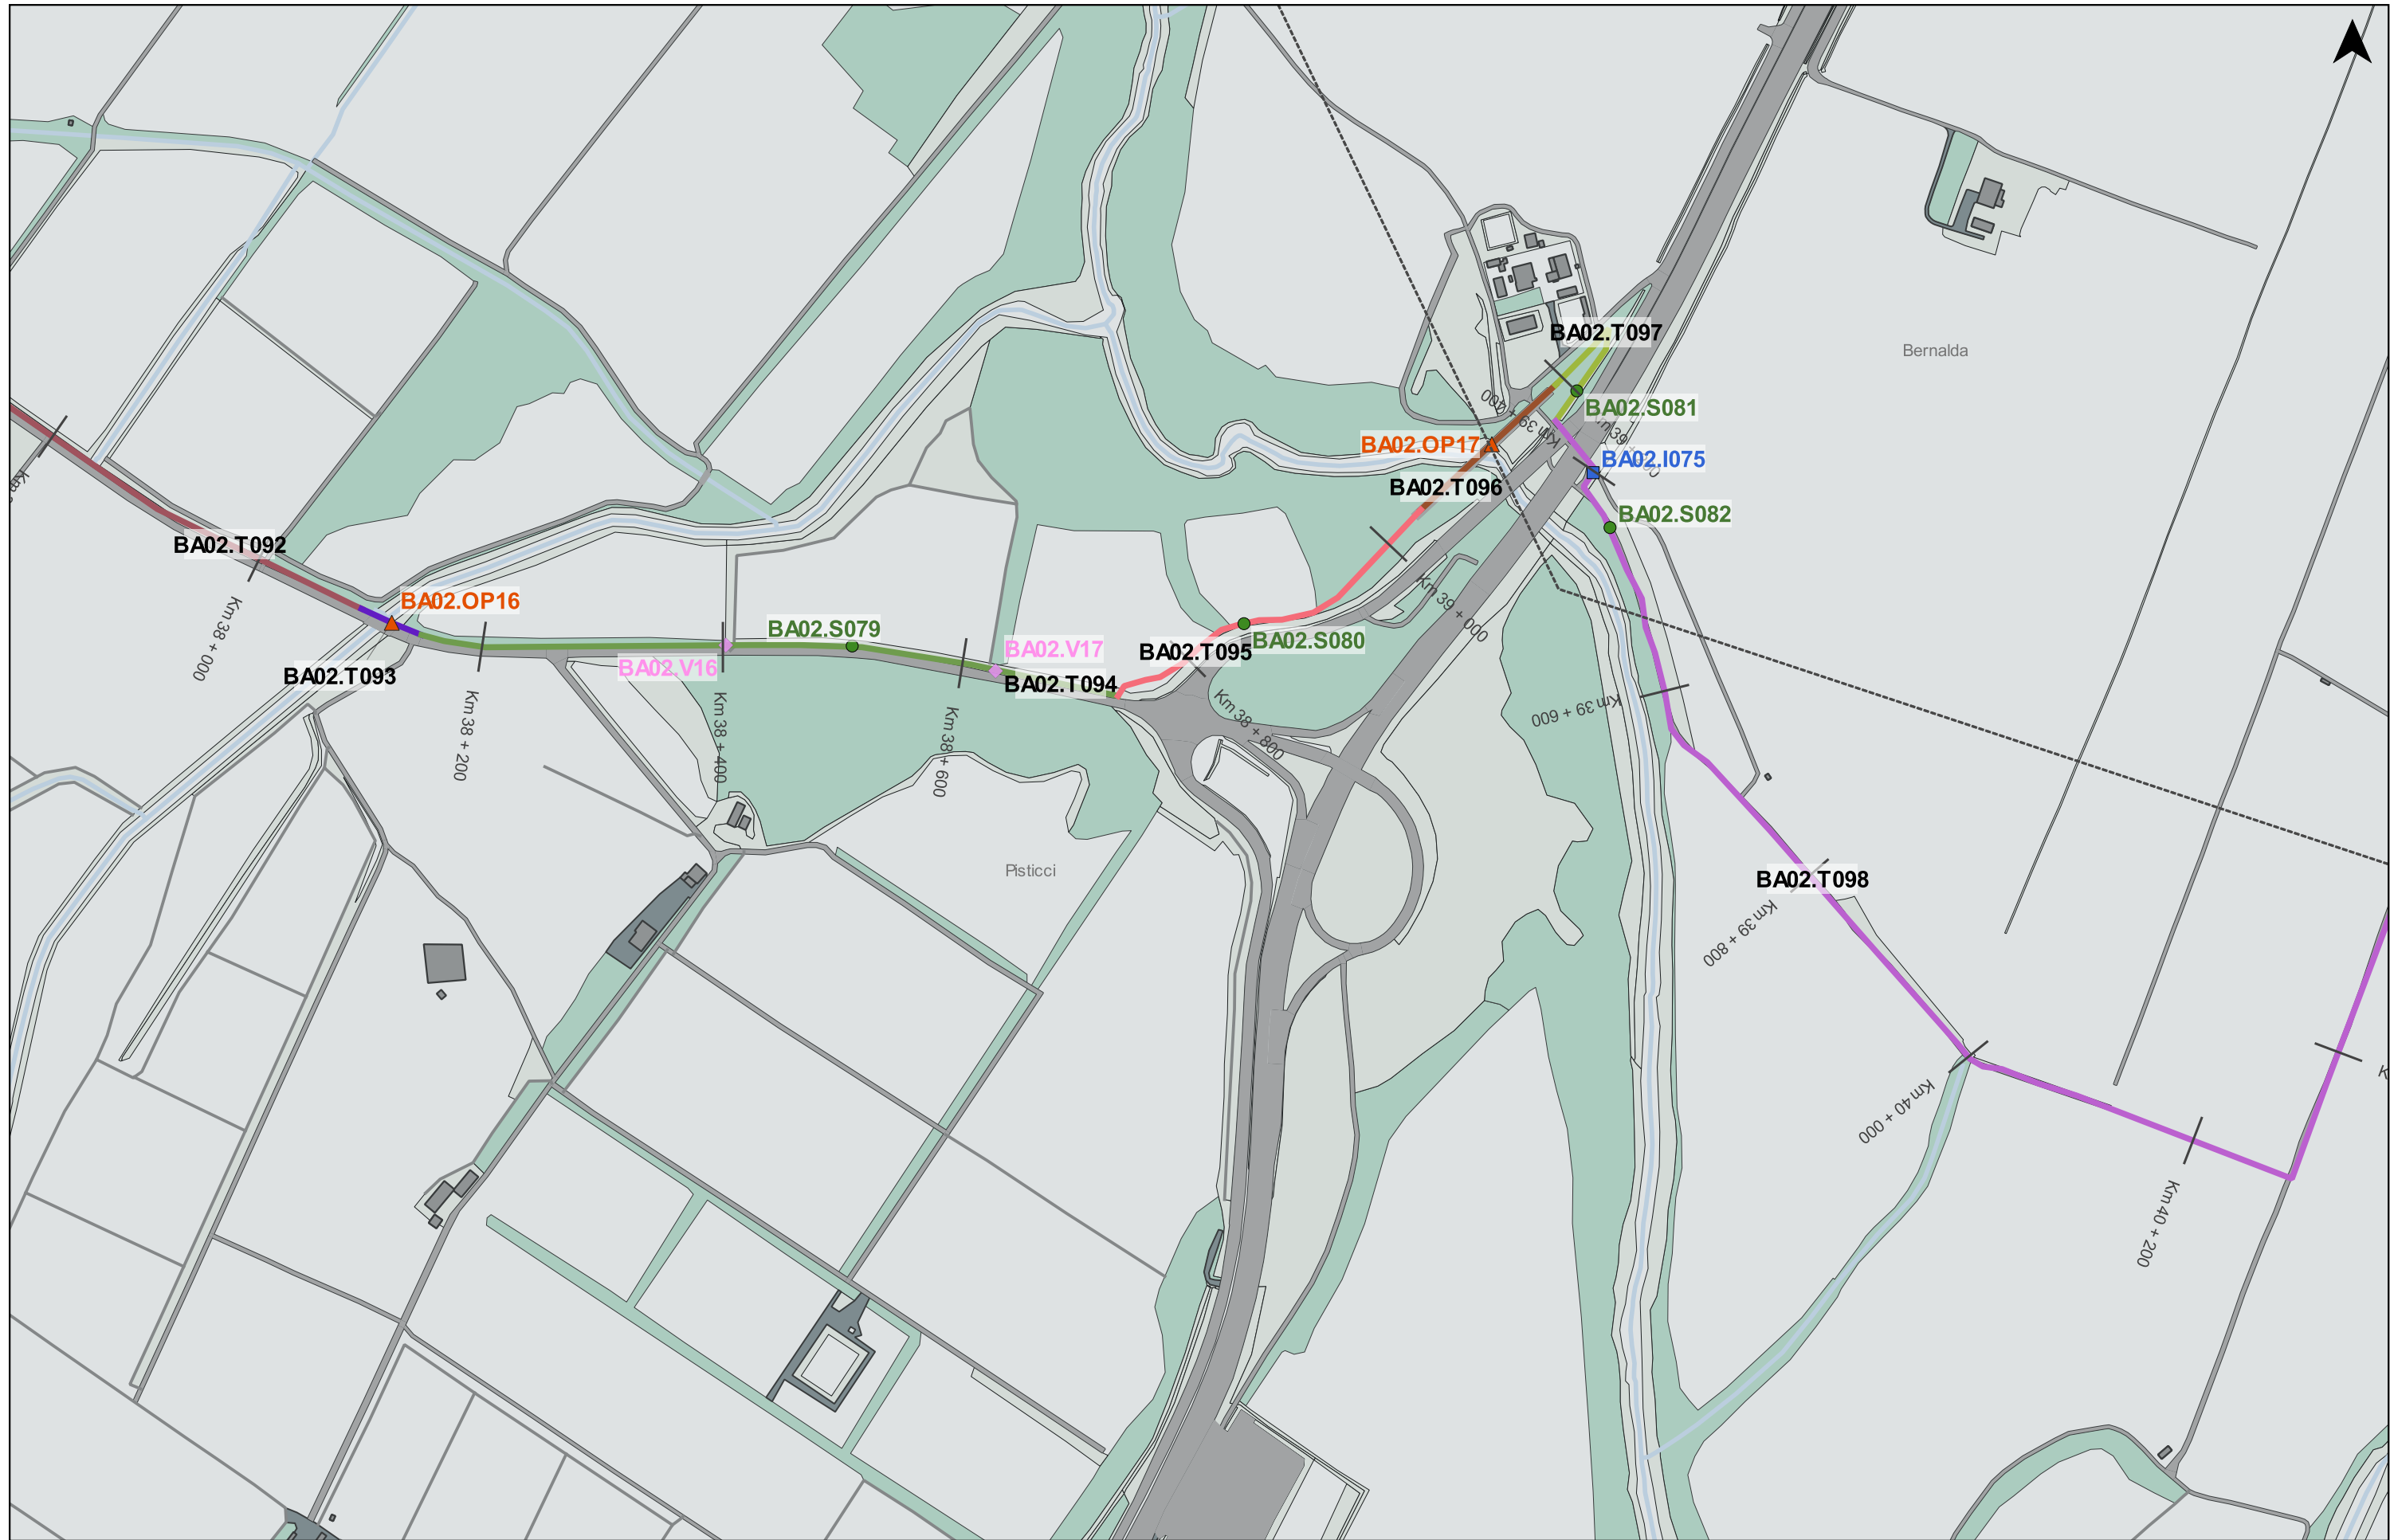 BA02.T097
Bernalda
Km 39 + 400
BA02.S081
BA02.OP17
BA02.I075
BA02.T096
BA02.S082
BA02.T092
BA02.OP16
Km 38 + 000
Km 39 + 000
BA02.S079
BA02.S080
BA02.V17
BA02.T095
BA02.V16
BA02.T093
BA02.T094
Km 38 + 200
Km 38 + 400
Km 38 + 600
Km 38 + 800
Km 39 + 600
Pisticci
BA02.T098
Km 39 + 800
Km 40 + 000
Km 40 + 200